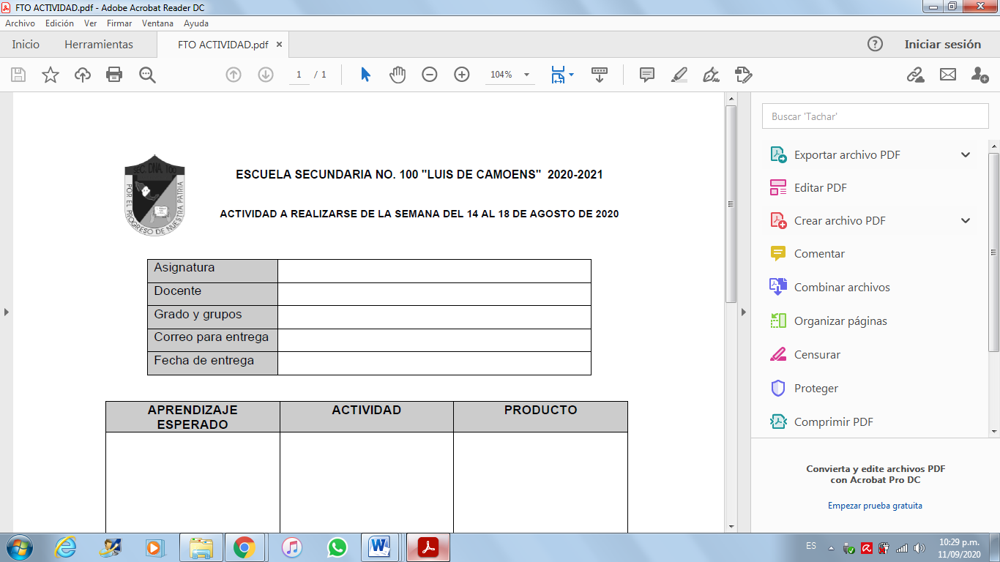 FTO ACTIVIDAD.pdf - Adobe Acrobat Reader DC
Archivo Edición Ver Firmar Ventana Ayuda
Inicio Herramientas FTO ACTIVIDAD.pdf × ? Iniciar sesión
1 / 1 104%
SEC. DNA. 100
POR EL PROGRESO DE NUESTRA PATRIA
ESCUELA SECUNDARIA NO. 100 "LUIS DE CAMOENS" 2020-2021
ACTIVIDAD A REALIZARSE DE LA SEMANA DEL 14 AL 18 DE AGOSTO DE 2020
Asignatura
Docente
Grado y grupos
Correo para entrega
Fecha de entrega
APRENDIZAJE
ESPERADO
ACTIVIDAD
PRODUCTO
Buscar 'Tachar'
Exportar archivo PDF
Editar PDF
Crear archivo PDF
Comentar
Combinar archivos
Organizar páginas
Censurar
Proteger
Comprimir PDF
Convierta y edite archivos PDF
con Acrobat Pro DC
Empezar prueba gratuita
ES
10:29 p.m.
11/09/2020